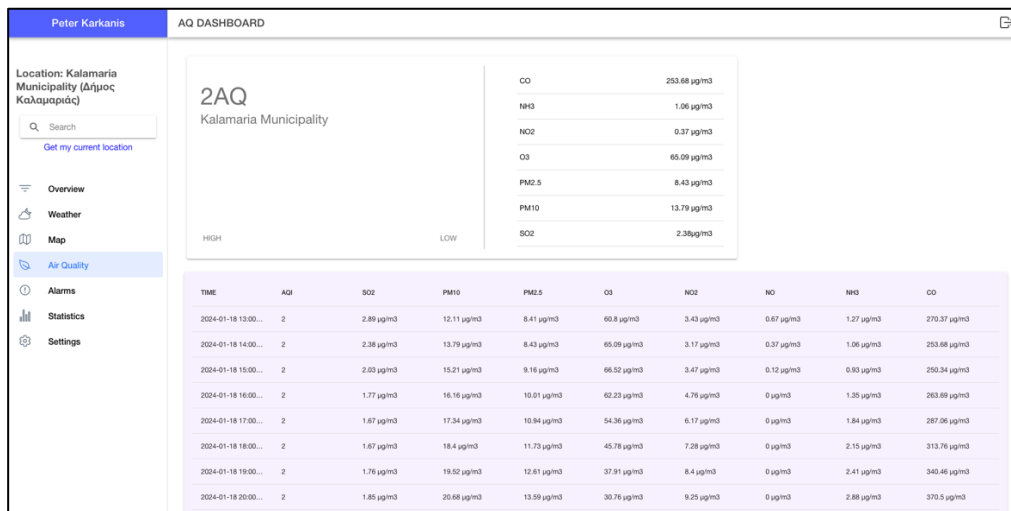 Peter Karkanis
AQ DASHBOARD
Location: Kalamaria
Municipality (Δήμος
Καλαμαριάς)
Search
Get my current location
Overview
Weather
Map
Air Quality
Alarms
Statistics
Settings
2AQ
Kalamaria Municipality
HIGH LOW
CO 253.68 µg/m3
NH3 1.06 µg/m3
NO2 0.37 µg/m3
O3 65.09 µg/m3
PM2.5 8.43 µg/m3
PM10 13.79 µg/m3
SO2 2.38µg/m3
TIME AQI SO2 PM10 PM2.5 O3 NO2 NO NH3 CO
2024-01-18 13:00... 2 2.89 µg/m3 12.11 µg/m3 8.41 µg/m3 60.8 µg/m3 3.43 µg/m3 0.67 µg/m3 1.27 µg/m3 270.37 µg/m3
2024-01-18 14:00... 2 2.38 µg/m3 13.79 µg/m3 8.43 µg/m3 65.09 µg/m3 3.17 µg/m3 0.37 µg/m3 1.06 µg/m3 253.68 µg/m3
2024-01-18 15:00... 2 2.03 µg/m3 15.21 µg/m3 9.16 µg/m3 66.52 µg/m3 3.47 µg/m3 0.12 µg/m3 0.93 µg/m3 250.34 µg/m3
2024-01-18 16:00... 2 1.77 µg/m3 16.16 µg/m3 10.01 µg/m3 62.23 µg/m3 4.76 µg/m3 0 µg/m3 1.35 µg/m3 263.69 µg/m3
2024-01-18 17:00... 2 1.67 µg/m3 17.34 µg/m3 10.94 µg/m3 54.36 µg/m3 6.17 µg/m3 0 µg/m3 1.84 µg/m3 287.06 µg/m3
2024-01-18 18:00... 2 1.67 µg/m3 18.4 µg/m3 11.73 µg/m3 45.78 µg/m3 7.28 µg/m3 0 µg/m3 2.15 µg/m3 313.76 µg/m3
2024-01-18 19:00... 2 1.76 µg/m3 19.52 µg/m3 12.61 µg/m3 37.91 µg/m3 8.4 µg/m3 0 µg/m3 2.41 µg/m3 340.46 µg/m3
2024-01-18 20:00... 2 1.85 µg/m3 20.68 µg/m3 13.59 µg/m3 30.76 µg/m3 9.25 µg/m3 0 µg/m3 2.88 µg/m3 370.5 µg/m3